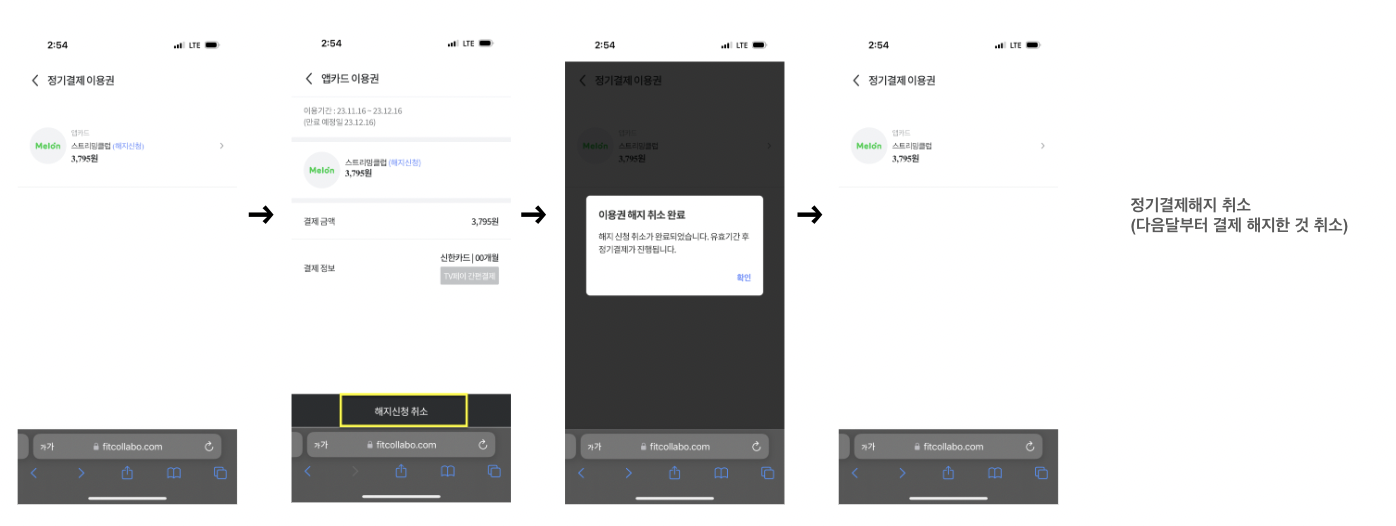 2:54
LTE
정기결제 이용권
앱카드
Melon
스트리밍클럽 (해지신청)
3,795원
가가
fitcollabo.com
2:54
LTE
앱카드 이용권
이용기간 : 23.11.16 ~ 23.12.16
(만료 예정일 23.12.16)
Melon
스트리밍클럽 (해지신청)
3,795원
결제 금액
3,795원
결제 정보
신한카드 | 00개월
TV페이 간편결제
해지신청 취소
가가
fitcollabo.com
2:54
LTE
정기결제 이용권
앱카드
Melon
스트리밍클럽
3,795원
이용권 해지 취소 완료
해지 신청 취소가 완료되었습니다. 유효기간 후
정기결제가 진행됩니다.
확인
가가
fitcollabo.com
2:54
LTE
정기결제 이용권
앱카드
Melon
스트리밍클럽
3,795원
가가
fitcollabo.com
정기결제해지 취소
(다음달부터 결제 해지한 것 취소)